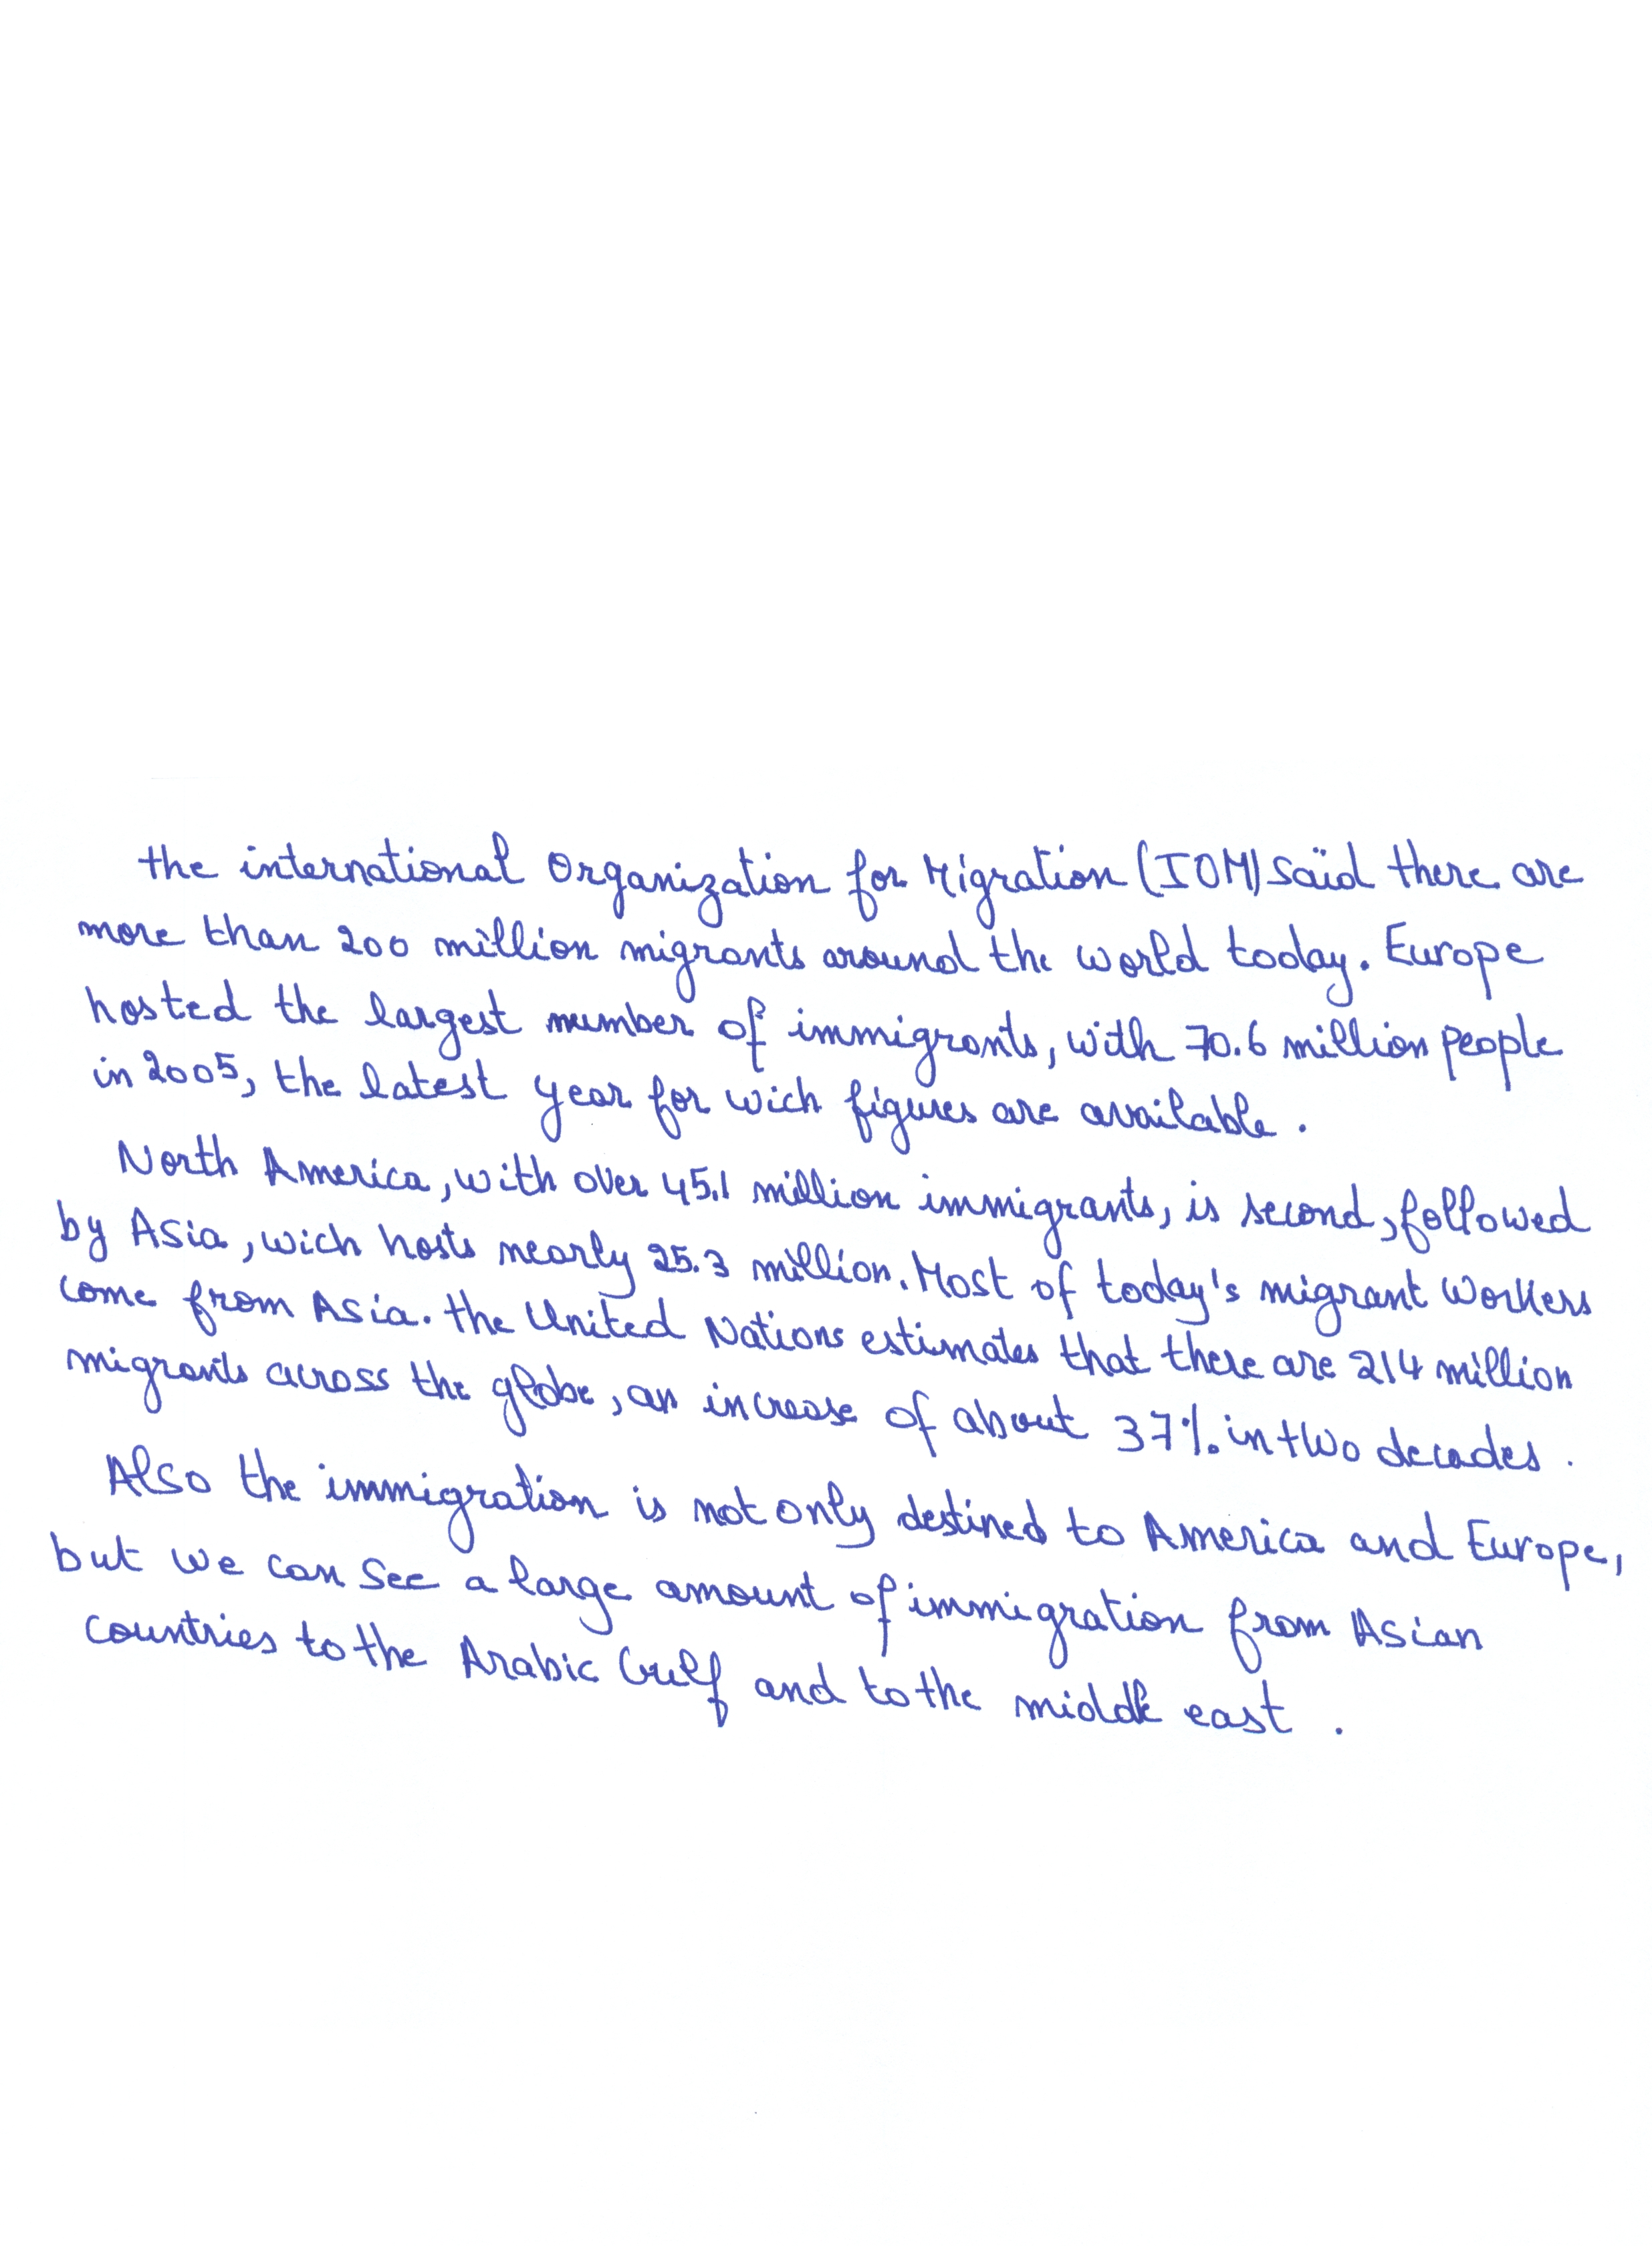 the international Organization for Migration (IOM) said there are
more than 200 million migrants around the world today. Europe
hosted the largest number of immigrants, with 70.6 million people
in 2005, the latest year for wich figures are available.
North America, with over 45.1 million immigrants, is second, followed
by Asia, wich hosts nearly 25.3 million. Most of today's migrant workers
come from Asia. the United Nations estimates that there are 214 million
migrants across the globe, an increase of about 37% in two decades.
Also the immigration is not only destined to America and Europe,
but we can see a large amount of immigration from Asian
countries to the Arabic Gulf and to the middle east.